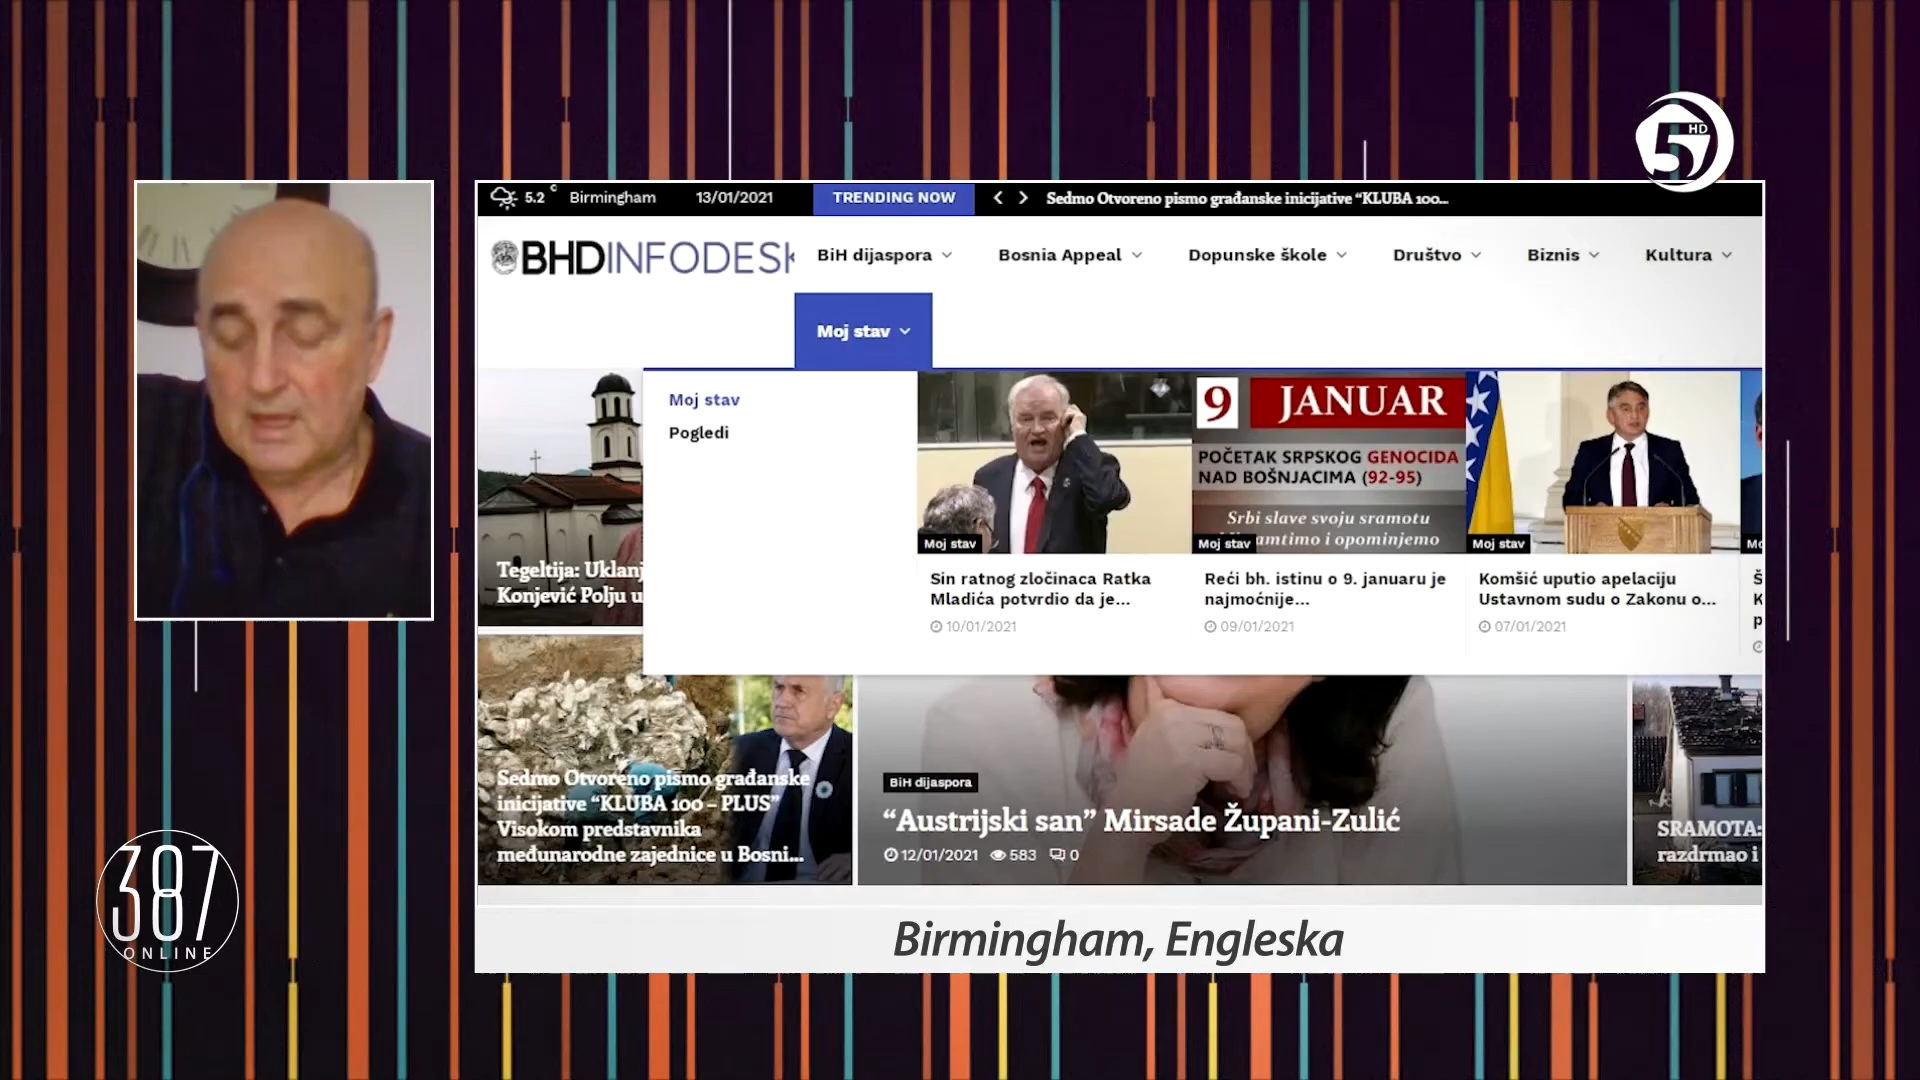 5 HD
5.2 c Birmingham 13/01/2021 TRENDING NOW Sedmo Otvoreno pismo građanske inicijative “KLUBA 100...
BHDINFODESK BiH dijaspora Bosnia Appeal Dopunske škole Društvo Biznis Kultura
Moj stav
Moj stav
Pogledi
9 JANUAR
POČETAK SRPSKOG GENOCIDA
NAD BOŠNJACIMA (92-95)
Srbi slave svoju sramotu
amtimo i opominjemo
Moj stav
Moj stav
Moj stav
Sin ratnog zločinaca Ratka
Mladića potvrdio da je...
10/01/2021
Reći bh. istinu o 9. januaru je
najmoćnije...
09/01/2021
Komšić uputio apelaciju
Ustavnom sudu o Zakonu o...
07/01/2021
Tegeltija: Uklanj
Konjević Polju u
Sedmo Otvoreno pismo građanske
inicijative “KLUBA 100 – PLUS”
Visokom predstavnika
međunarodne zajednice u Bosni...
BiH dijaspora
“Austrijski san” Mirsade Župani-Zulić
12/01/2021 583 0
SRAMOTA:
razdrmao i
387
ONLINE
Birmingham, Engleska